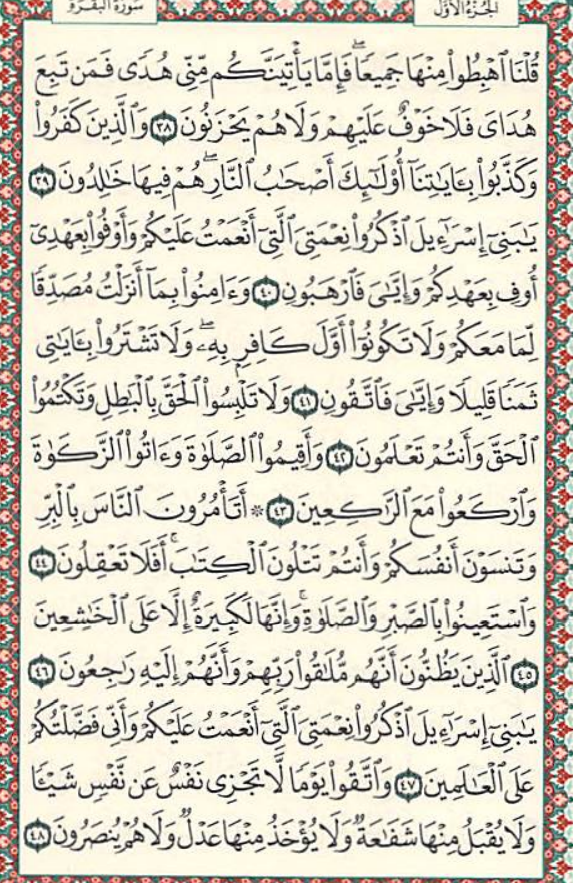 الجزء الأول
سورة البقرة
قُلْنَا ٱهْبِطُوا۟ مِنْهَا جَمِيعًۭا ۖ فَإِمَّا يَأْتِيَنَّكُم مِّنِّى هُدًۭى فَمَن تَبِعَ
هُدَاىَ فَلَا خَوْفٌ عَلَيْهِمْ وَلَا هُمْ يَحْزَنُونَ ٣٨ وَٱلَّذِينَ كَفَرُوا۟
وَكَذَّبُوا۟ بِـَٔايَـٰتِنَآ أُو۟لَـٰٓئِكَ أَصْحَـٰبُ ٱلنَّارِ ۖ هُمْ فِيهَا خَـٰلِدُونَ ٣٩
يَـٰبَنِىٓ إِسْرَٰٓءِيلَ ٱذْكُرُوا۟ نِعْمَتِىَ ٱلَّتِىٓ أَنْعَمْتُ عَلَيْكُمْ وَأَوْفُوا۟ بِعَهْدِىٓ
أُوفِ بِعَهْدِكُمْ وَإِيَّـٰىَ فَٱرْهَبُونِ ٤٠ وَءَامِنُوا۟ بِمَآ أَنزَلْتُ مُصَدِّقًۭا
لِّمَا مَعَكُمْ وَلَا تَكُونُوٓا۟ أَوَّلَ كَافِرٍۭ بِهِۦ ۖ وَلَا تَشْتَرُوا۟ بِـَٔايَـٰتِى
ثَمَنًۭا قَلِيلًۭا وَإِيَّـٰىَ فَٱتَّقُونِ ٤١ وَلَا تَلْبِسُوا۟ ٱلْحَقَّ بِٱلْبَـٰطِلِ وَتَكْتُمُوا۟
ٱلْحَقَّ وَأَنتُمْ تَعْلَمُونَ ٤٢ وَأَقِيمُوا۟ ٱلصَّلَوٰةَ وَءَاتُوا۟ ٱلزَّكَوٰةَ
وَٱرْكَعُوا۟ مَعَ ٱلرَّٰكِعِينَ ٤٣ ۞ أَتَأْمُرُونَ ٱلنَّاسَ بِٱلْبِرِّ
وَتَنسَوْنَ أَنفُسَكُمْ وَأَنتُمْ تَتْلُونَ ٱلْكِتَـٰبَ ۚ أَفَلَا تَعْقِلُونَ ٤٤
وَٱسْتَعِينُوا۟ بِٱلصَّبْرِ وَٱلصَّلَوٰةِ ۚ وَإِنَّهَا لَكَبِيرَةٌ إِلَّا عَلَى ٱلْخَـٰشِعِينَ
٤٥ ٱلَّذِينَ يَظُنُّونَ أَنَّهُم مُّلَـٰقُوا۟ رَبِّهِمْ وَأَنَّهُمْ إِلَيْهِ رَٰجِعُونَ ٤٦
يَـٰبَنِىٓ إِسْرَٰٓءِيلَ ٱذْكُرُوا۟ نِعْمَتِىَ ٱلَّتِىٓ أَنْعَمْتُ عَلَيْكُمْ وَأَنِّى فَضَّلْتُكُمْ
عَلَى ٱلْعَـٰلَمِينَ ٤٧ وَٱتَّقُوا۟ يَوْمًۭا لَّا تَجْزِى نَفْسٌ عَن نَّفْسٍۢ شَيْـًۭٔا
وَلَا يُقْبَلُ مِنْهَا شَفَـٰعَةٌۭ وَلَا يُؤْخَذُ مِنْهَا عَدْلٌۭ وَلَا هُمْ يُنصَرُونَ ٤٨